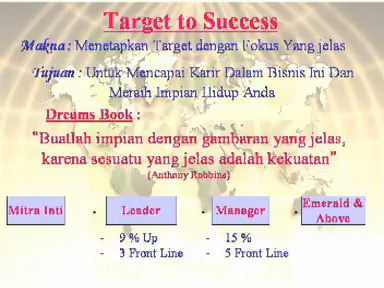 Target to Success
Makna : Menetapkan Target dengan Fokus Yang jelas
Tujuan : Untuk Mencapai Karir Dalam Bisnis Ini Dan
Meraih Impian Hidup Anda
Dreams Book :
"Buatlah impian dengan gambaran yang jelas,
karena sesuatu yang jelas adalah kekuatan"
(Anthony Robbins)
Mitra Inti
Leader
Manager
Emerald &
Above
- 9 % Up
- 3 Front Line
- 15 %
- 5 Front Line